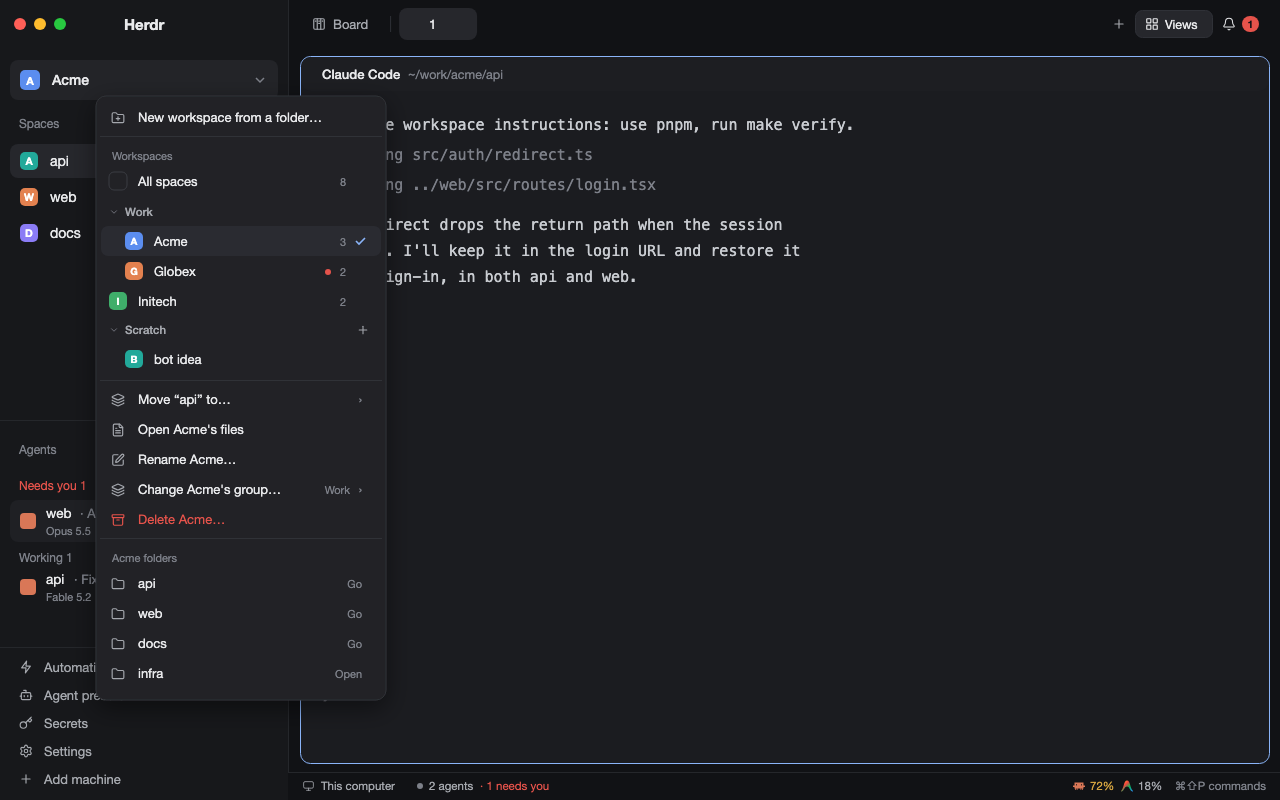 Herdr
Board
1
Views
1
A Acme
Spaces
A api
W web
D docs
New workspace from a folder…
Workspaces
All spaces 8
Work
A Acme 3
G Globex 2
I Initech 2
Scratch
B bot idea
Move “api” to…
Open Acme's files
Rename Acme…
Change Acme's group… Work
Delete Acme…
Acme folders
api Go
web Go
docs Go
infra Open
Agents
Needs you 1
web · A
Opus 5.5
Working 1
api · Fix
Fable 5.2
Automati
Agent pre
Secrets
Settings
Add machine
Claude Code ~/work/acme/api
e workspace instructions: use pnpm, run make verify.
ng src/auth/redirect.ts
ng ../web/src/routes/login.tsx
irect drops the return path when the session
. I'll keep it in the login URL and restore it
ign-in, in both api and web.
This computer
2 agents · 1 needs you
72% 18% ⌘⇧P commands